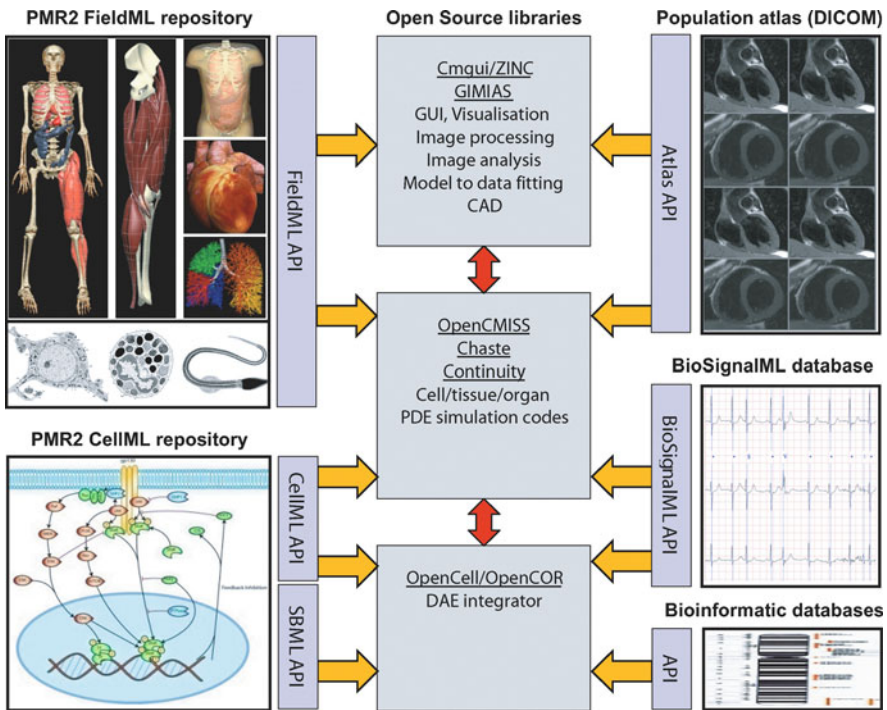 PMR2 FieldML repository
Open Source libraries
Population atlas (DICOM)
FieldML API
Cmgui/ZINC
GIMIAS
GUI, Visualisation
Image processing
Image analysis
Model to data fitting
CAD
Atlas API
OpenCMISS
Chaste
Continuity
Cell/tissue/organ
PDE simulation codes
BioSignalML database
BioSignalML API
PMR2 CellML repository
Feedback Inhibition
CellML API
SBML API
OpenCell/OpenCOR
DAE integrator
Bioinformatic databases
API